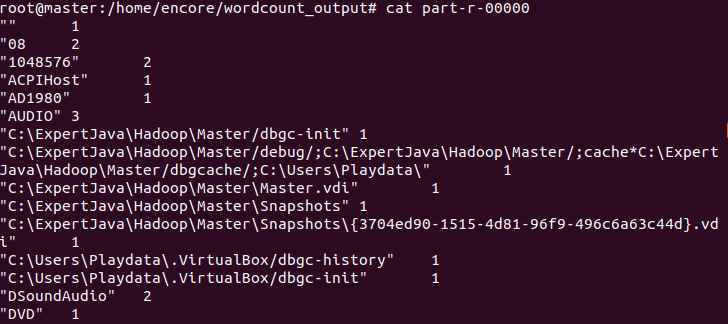 root@master:/home/encore/wordcount_output# cat part-r-00000
""	1
"08	2
"1048576"	2
"ACPIHost"	1
"AD1980"	1
"AUDIO"	3
"C:\ExpertJava\Hadoop\Master/dbgc-init"	1
"C:\ExpertJava\Hadoop\Master/debug/;C:\ExpertJava\Hadoop\Master/;cache*C:\Expert
Java\Hadoop\Master/dbgcache/;C:\Users\Playdata\"	1
"C:\ExpertJava\Hadoop\Master\Master.vdi"	1
"C:\ExpertJava\Hadoop\Master\Snapshots"	1
"C:\ExpertJava\Hadoop\Master\Snapshots\{3704ed90-1515-4d81-96f9-496c6a63c44d}.vd
i"	1
"C:\Users\Playdata\.VirtualBox/dbgc-history"	1
"C:\Users\Playdata\.VirtualBox/dbgc-init"	1
"DSoundAudio"	2
"DVD"	1